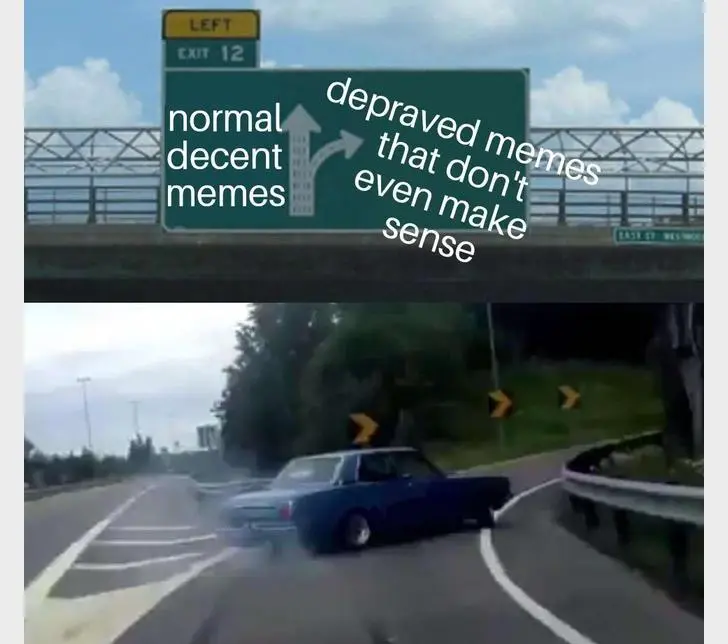 LEFT
EXIT 12
normal
decent
memes
depraved memes
that don't
even make
sense